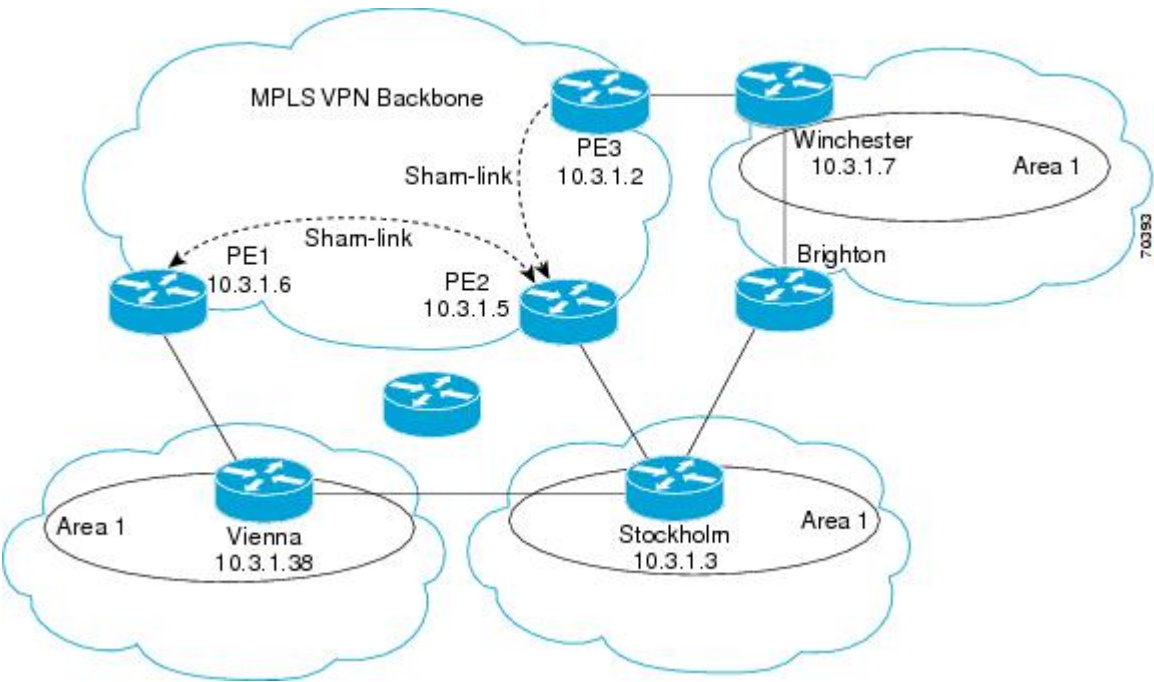 MPLS VPN Backbone
PE3
10.3.1.2
Sham-link
Winchester
10.3.1.7
Area 1
Sham-link
PE1
10.3.1.6
PE2
10.3.1.5
Brighton
70393
Area 1
Vienna
10.3.1.38
Stockholm
10.3.1.3
Area 1